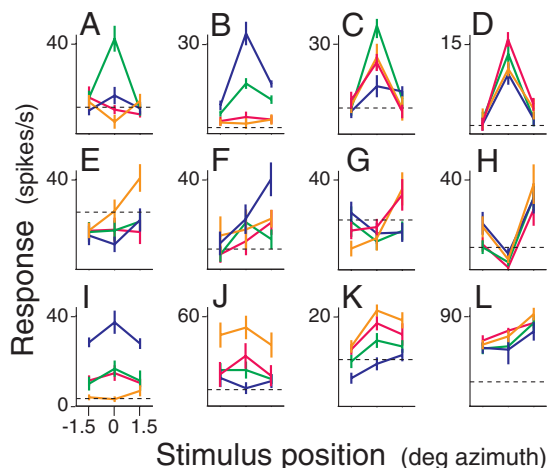 A B C D
40 30 30 15
E F G H
40 40 40 40
I J K L
40 60 20 90
0
-1.5 0 1.5
Response (spikes/s)
Stimulus position (deg azimuth)